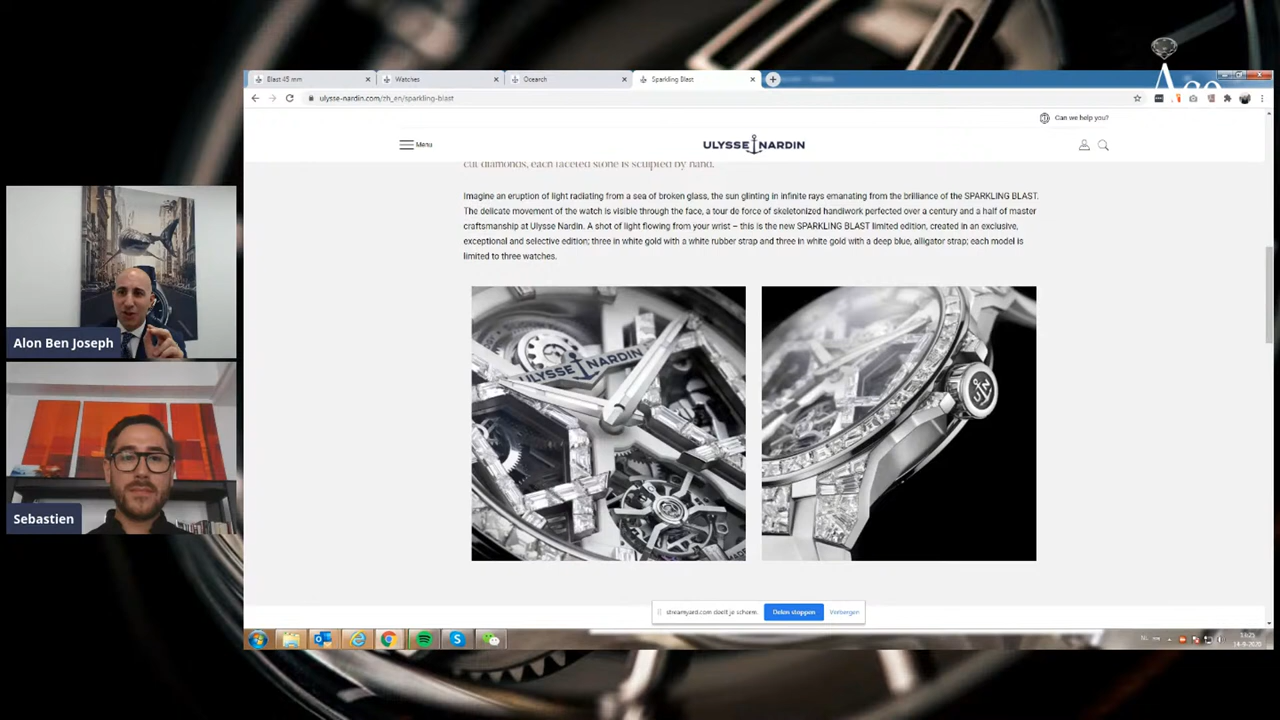 Blast 45 mm
Watches
Ocearch
Sparkling Blast
ulysse-nardin.com/zh_en/sparkling-blast
Can we help you?
Menu
ULYSSE NARDIN
cut diamonds, each faceted stone is sculpted by hand.
Imagine an eruption of light radiating from a sea of broken glass, the sun glinting in infinite rays emanating from the brilliance of the SPARKLING BLAST.
The delicate movement of the watch is visible through the face, a tour de force of skeletonized handiwork perfected over a century and a half of master
craftsmanship at Ulysse Nardin. A shot of light flowing from your wrist – this is the new SPARKLING BLAST limited edition, created in an exclusive,
exceptional and selective edition; three in white gold with a white rubber strap and three in white gold with a deep blue, alligator strap; each model is
limited to three watches.
ULYSSE NARDIN
UN
Alon Ben Joseph
Sebastien
streamyard.com deelt je scherm.
Delen stoppen
Verbergen